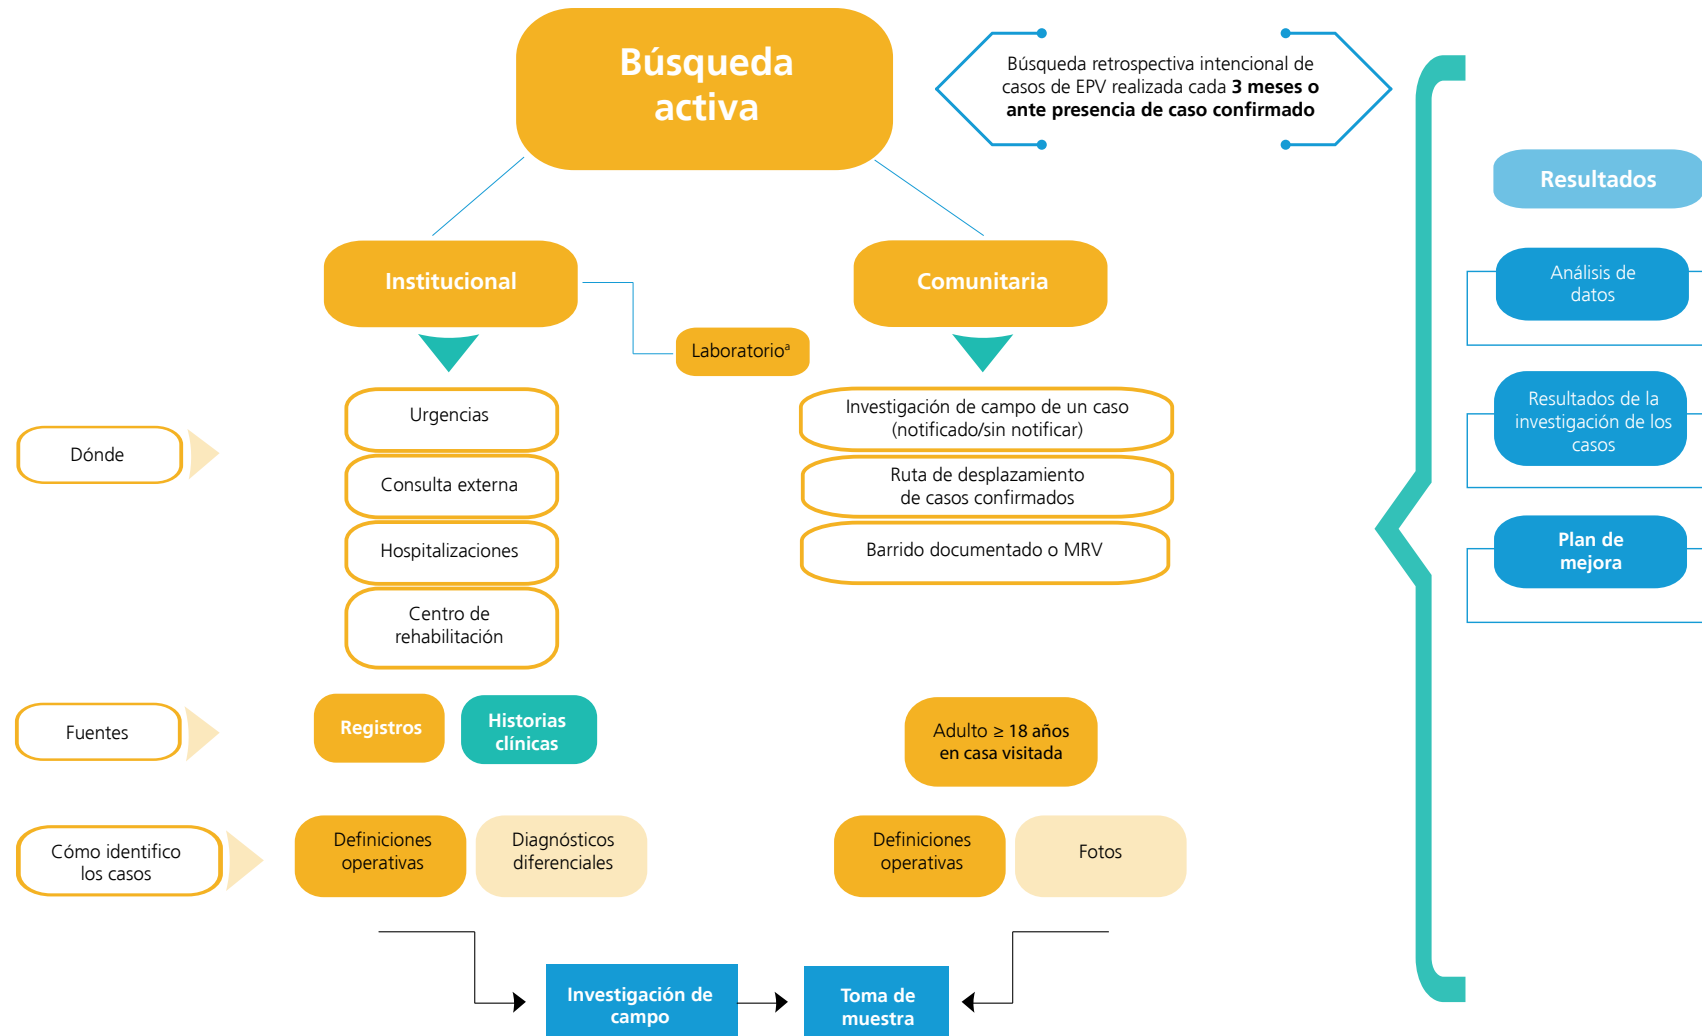 Búsqueda
activa
Búsqueda retrospectiva intencional de
casos de EPV realizada cada 3 meses o
ante presencia de caso confirmado
Institucional
Comunitaria
Laboratorioᵃ
Dónde
Urgencias
Consulta externa
Hospitalizaciones
Centro de
rehabilitación
Investigación de campo de un caso
(notificado/sin notificar)
Ruta de desplazamiento
de casos confirmados
Barrido documentado o MRV
Fuentes
Registros
Historias
clínicas
Adulto ≥ 18 años
en casa visitada
Cómo identifico
los casos
Definiciones
operativas
Diagnósticos
diferenciales
Definiciones
operativas
Fotos
Investigación de
campo
Toma de
muestra
Resultados
Análisis de
datos
Resultados de la
investigación de los
casos
Plan de
mejora